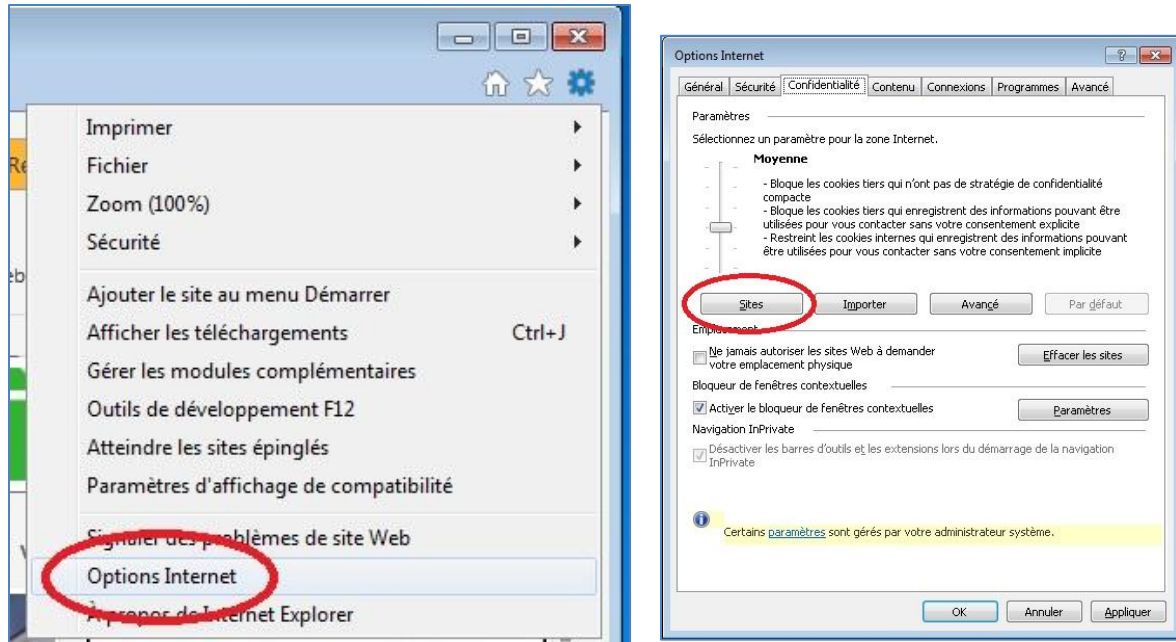 Imprimer
Fichier
Zoom (100%)
Sécurité
Ajouter le site au menu Démarrer
Afficher les téléchargements Ctrl+J
Gérer les modules complémentaires
Outils de développement F12
Atteindre les sites épinglés
Paramètres d'affichage de compatibilité
Signaler des problèmes de site Web
Options Internet
À propos de Internet Explorer
Options Internet
Général Sécurité Confidentialité Contenu Connexions Programmes Avancé
Paramètres
Sélectionnez un paramètre pour la zone Internet.
Moyenne
- Bloque les cookies tiers qui n'ont pas de stratégie de confidentialité
compacte
- Bloque les cookies tiers qui enregistrent des informations pouvant être
utilisées pour vous contacter sans votre consentement explicite
- Restreint les cookies internes qui enregistrent des informations pouvant
être utilisées pour vous contacter sans votre consentement implicite
Sites Importer Avancé Par défaut
Emplacement
Ne jamais autoriser les sites Web à demander
votre emplacement physique
Effacer les sites
Bloqueur de fenêtres contextuelles
Activer le bloqueur de fenêtres contextuelles Paramètres
Navigation InPrivate
Désactiver les barres d'outils et les extensions lors du démarrage de la navigation
InPrivate
Certains paramètres sont gérés par votre administrateur système.
OK Annuler Appliquer